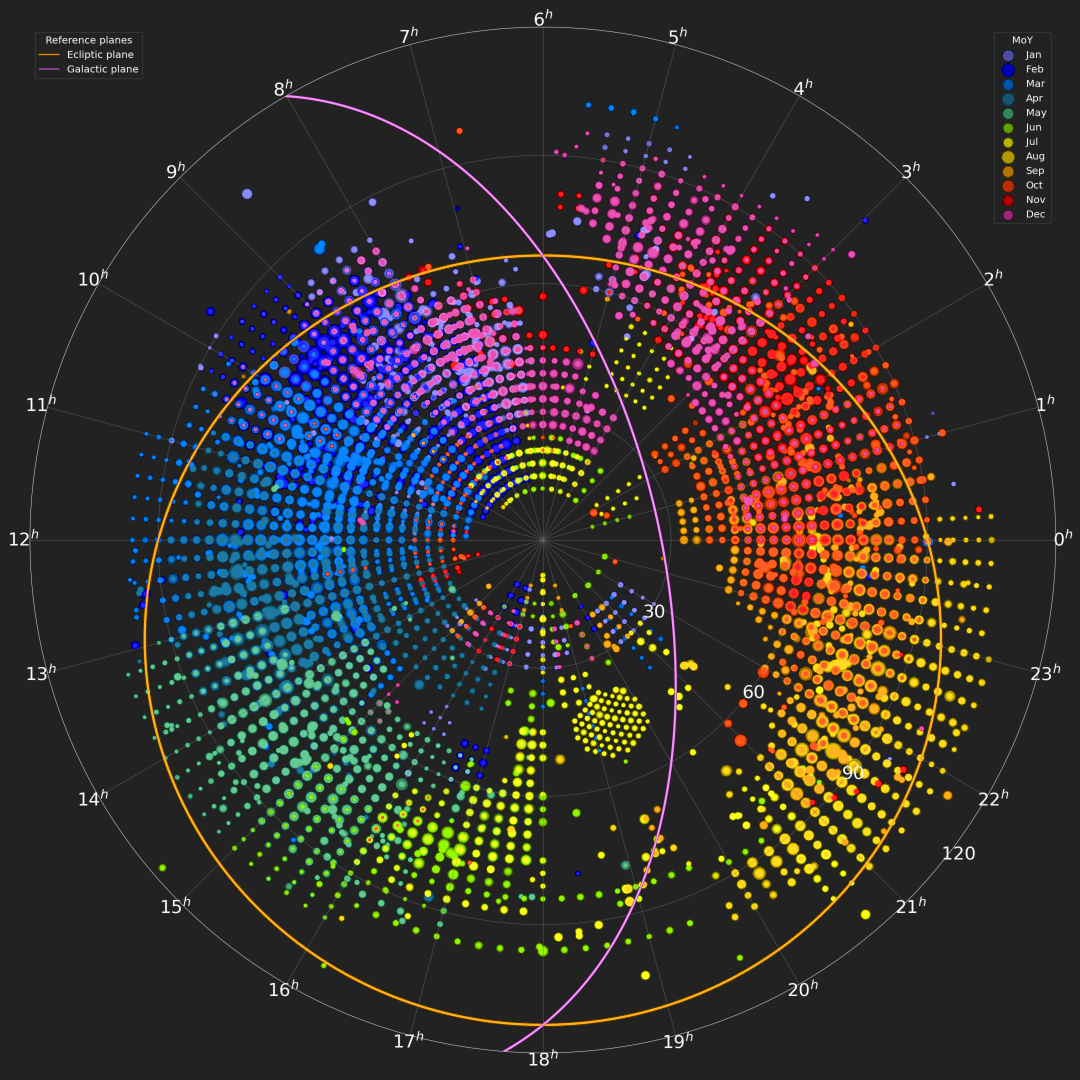 Reference planes
Ecliptic plane
Galactic plane
MoY
Jan
Feb
Mar
Apr
May
Jun
Jul
Aug
Sep
Oct
Nov
Dec
6h
7h
5h
8h
4h
9h
3h
10h
2h
11h
1h
12h
0h
30
13h
23h
60
90
14h
22h
120
15h
21h
16h
20h
17h
19h
18h